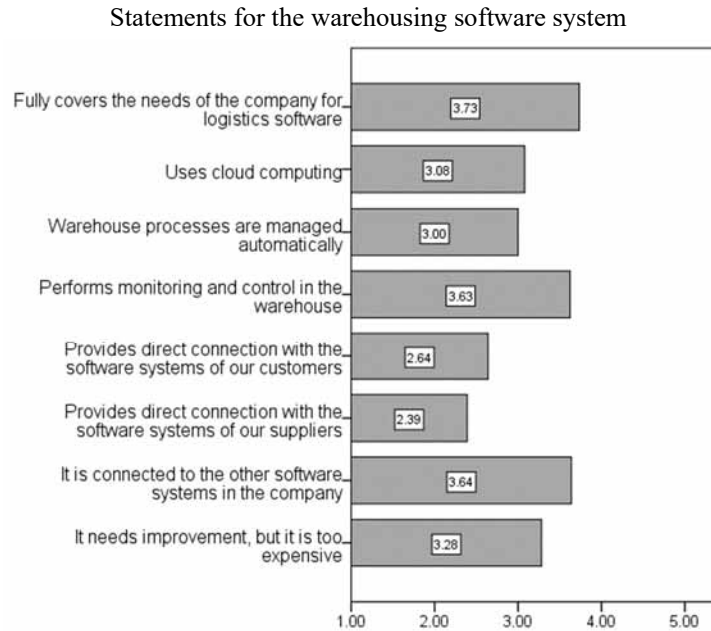 Statements for the warehousing software system
Fully covers the needs of the company for
logistics software
3.73
Uses cloud computing
3.08
Warehouse processes are managed
automatically
3.00
Performs monitoring and control in the
warehouse
3.63
Provides direct connection with the
software systems of our customers
2.64
Provides direct connection with the
software systems of our suppliers
2.39
It is connected to the other software
systems in the company
3.64
It needs improvement, but it is too
expensive
3.28
1.00 2.00 3.00 4.00 5.00